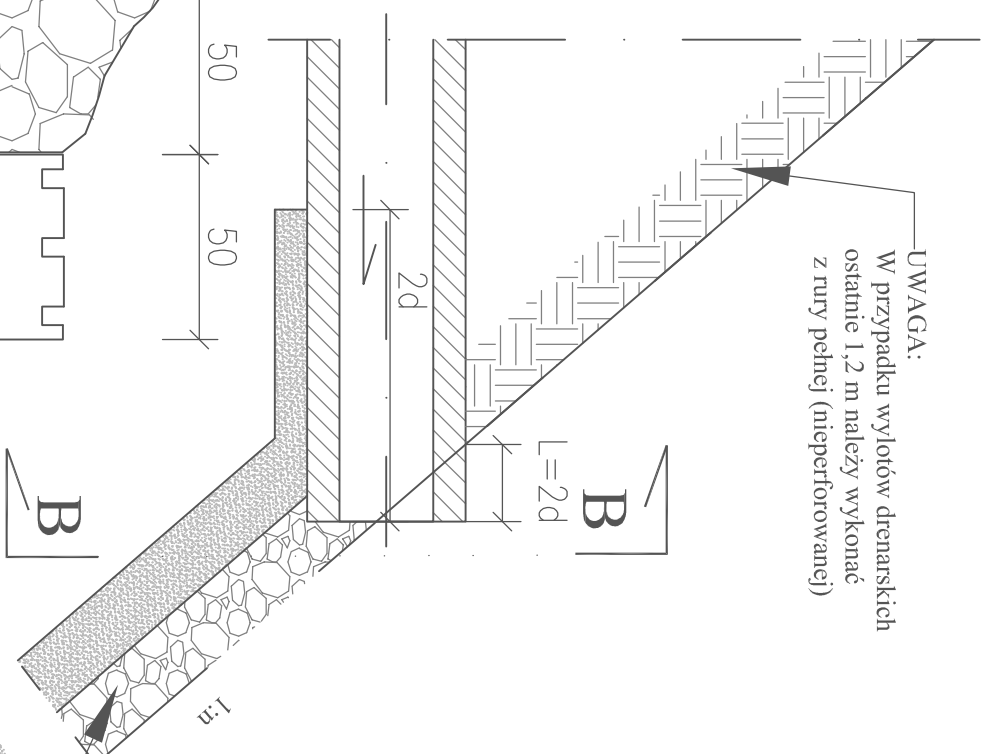 UWAGA:
W przypadku wylotów drenarskich
ostatnie 1,2 m należy wykonać
z rury pełnej (nieperforowanej)
50
50
2d
L=2d
B
B
1:n